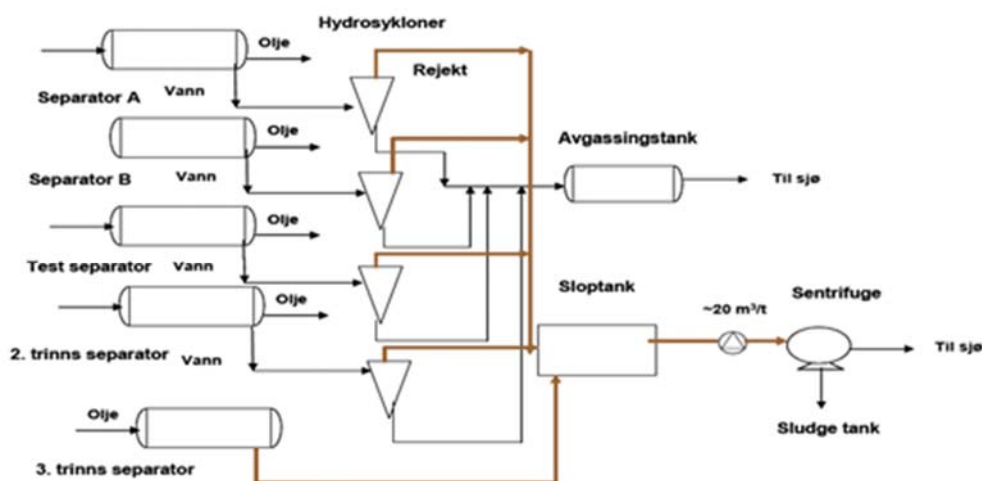 Hydrosykloner
Olje
Rejekt
Separator A
Vann
Olje
Avgassingstank
Separator B
Vann
Til sjø
Olje
Test separator
Vann
Sloptank
Sentrifuge
Olje
~20 m³/t
2. trinns separator
Vann
Til sjø
Olje
Sludge tank
3. trinns separator